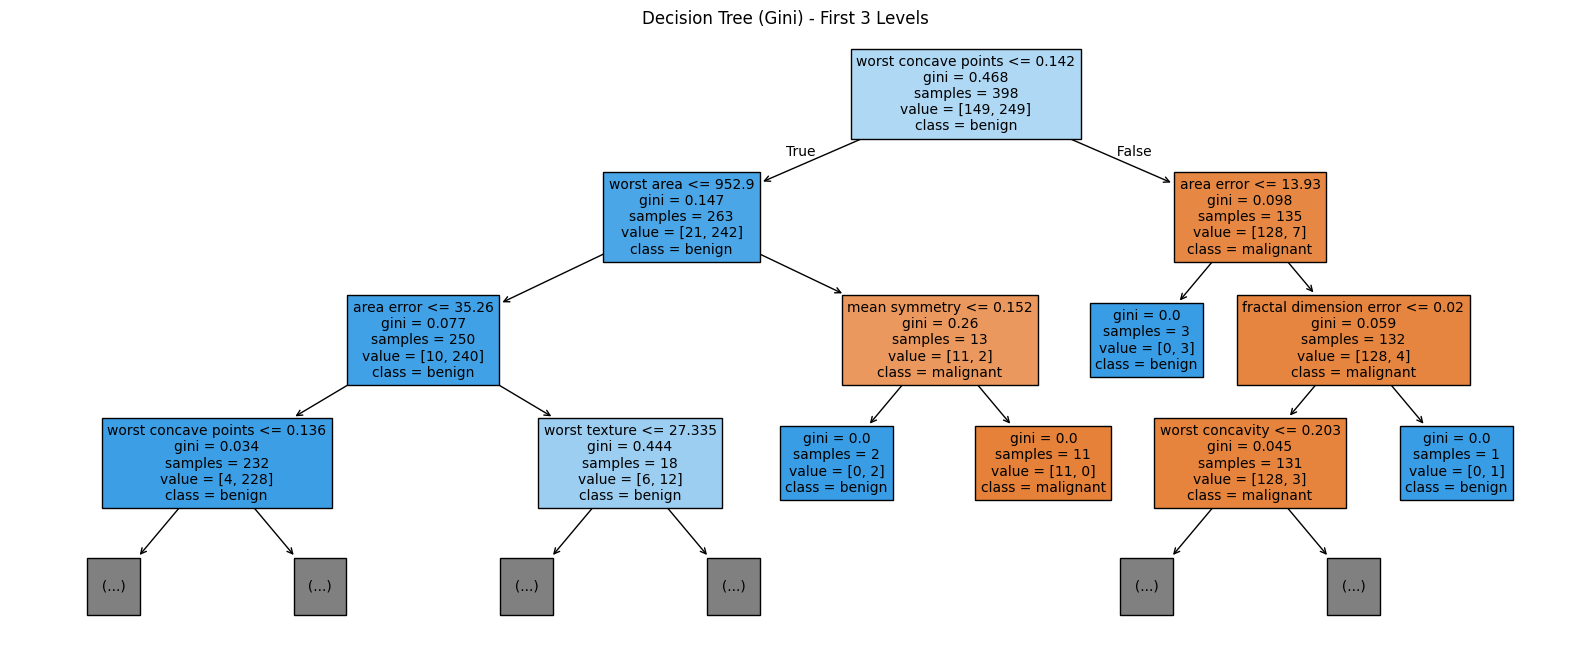 Decision Tree (Gini) - First 3 Levels
worst concave points <= 0.142
gini = 0.468
samples = 398
value = [149, 249]
class = benign
True
False
worst area <= 952.9
gini = 0.147
samples = 263
value = [21, 242]
class = benign
area error <= 13.93
gini = 0.098
samples = 135
value = [128, 7]
class = malignant
area error <= 35.26
gini = 0.077
samples = 250
value = [10, 240]
class = benign
mean symmetry <= 0.152
gini = 0.26
samples = 13
value = [11, 2]
class = malignant
gini = 0.0
samples = 3
value = [0, 3]
class = benign
fractal dimension error <= 0.02
gini = 0.059
samples = 132
value = [128, 4]
class = malignant
worst concave points <= 0.136
gini = 0.034
samples = 232
value = [4, 228]
class = benign
worst texture <= 27.335
gini = 0.444
samples = 18
value = [6, 12]
class = benign
gini = 0.0
samples = 2
value = [0, 2]
class = benign
gini = 0.0
samples = 11
value = [11, 0]
class = malignant
worst concavity <= 0.203
gini = 0.045
samples = 131
value = [128, 3]
class = malignant
gini = 0.0
samples = 1
value = [0, 1]
class = benign
(...)
(...)
(...)
(...)
(...)
(...)